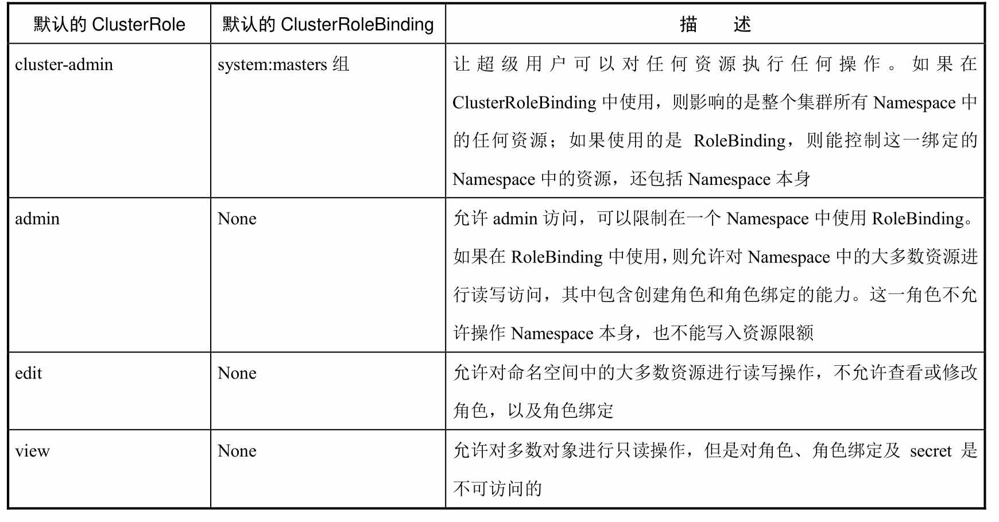 默认的 ClusterRole 默认的 ClusterRoleBinding 描 述
cluster-admin system:masters 组 让超级用户可以对任何资源执行任何操作。如果在
ClusterRoleBinding 中使用，则影响的是整个集群所有 Namespace 中
的任何资源；如果使用的是 RoleBinding，则能控制这一绑定的
Namespace 中的资源，还包括 Namespace 本身
admin None 允许 admin 访问，可以限制在一个 Namespace 中使用 RoleBinding。
如果在 RoleBinding 中使用，则允许对 Namespace 中的大多数资源进
行读写访问，其中包含创建角色和角色绑定的能力。这一角色不允
许操作 Namespace 本身，也不能写入资源限额
edit None 允许对命名空间中的大多数资源进行读写操作，不允许查看或修改
角色，以及角色绑定
view None 允许对多数对象进行只读操作，但是对角色、角色绑定及 secret 是
不可访问的